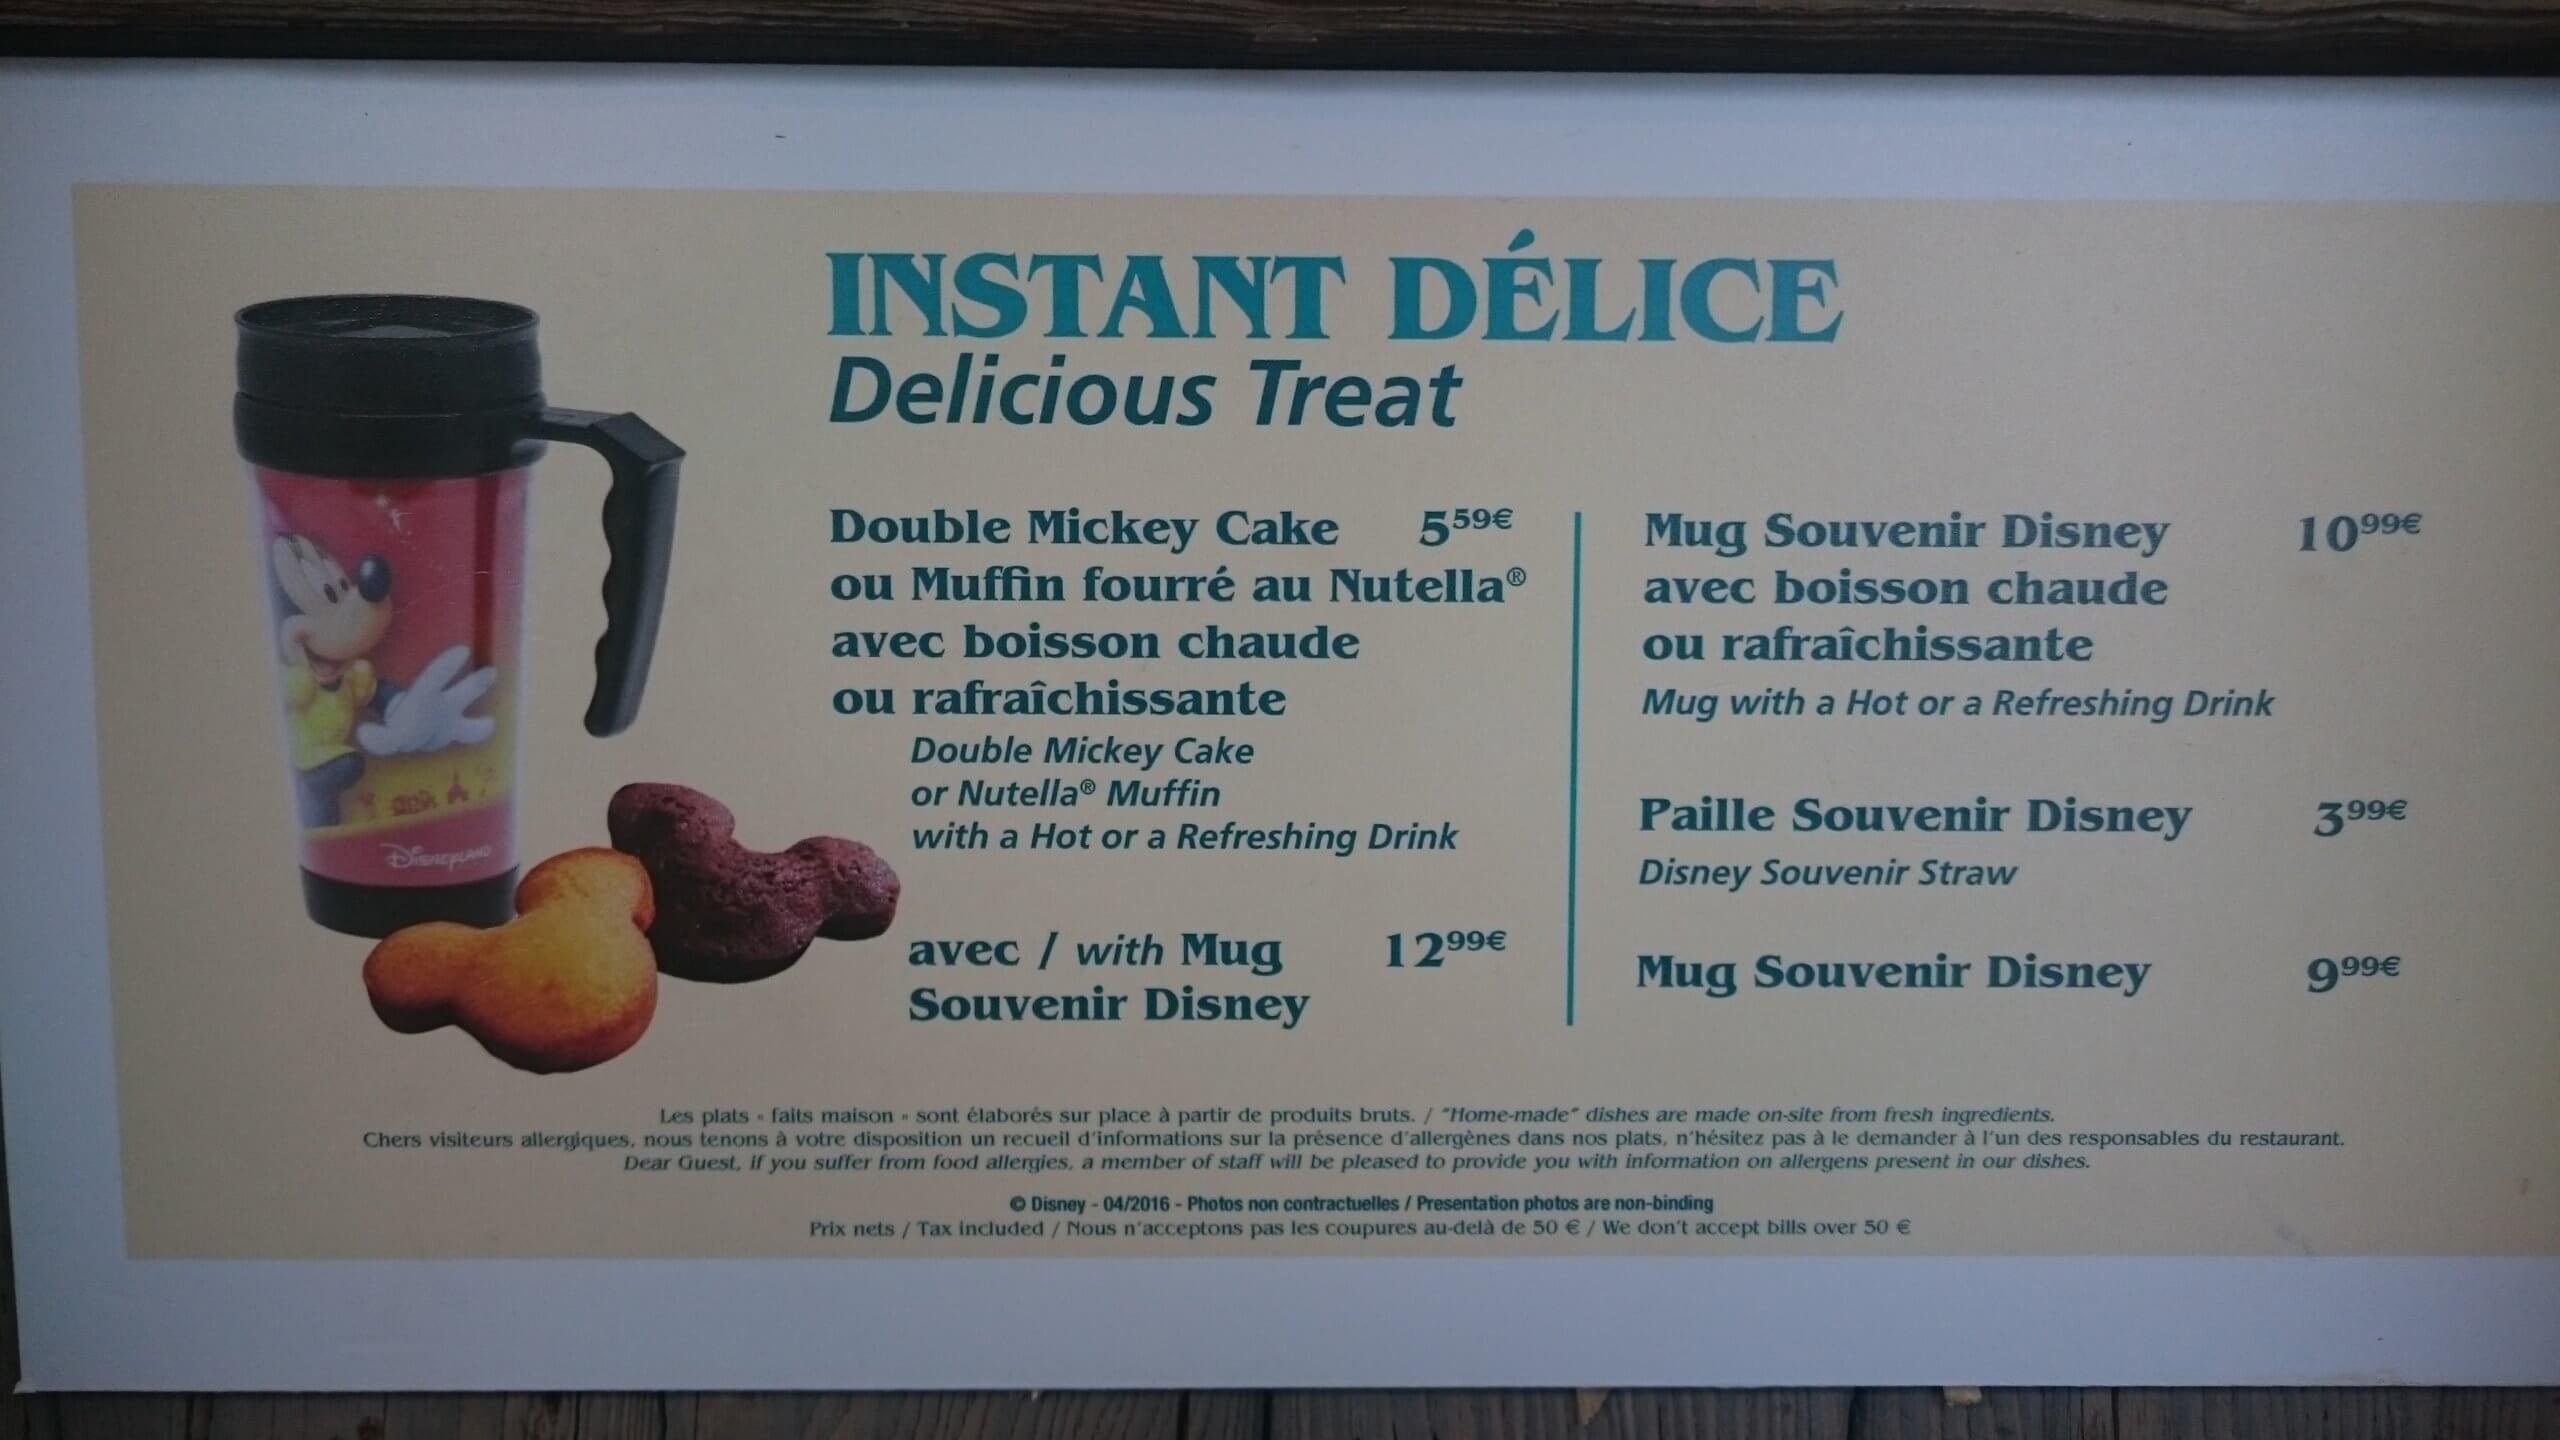 INSTANT DÉLICE
Delicious Treat
Double Mickey Cake 5⁵⁹€
ou Muffin fourré au Nutella®
avec boisson chaude
ou rafraîchissante
Double Mickey Cake
or Nutella® Muffin
with a Hot or a Refreshing Drink
avec / with Mug 12⁹⁹€
Souvenir Disney
Mug Souvenir Disney 10⁹⁹€
avec boisson chaude
ou rafraîchissante
Mug with a Hot or a Refreshing Drink
Paille Souvenir Disney 3⁹⁹€
Disney Souvenir Straw
Mug Souvenir Disney 9⁹⁹€
DISNEYLAND
Les plats « faits maison » sont élaborés sur place à partir de produits bruts. / "Home-made" dishes are made on-site from fresh ingredients.
Chers visiteurs allergiques, nous tenons à votre disposition un recueil d'informations sur la présence d'allergènes dans nos plats, n'hésitez pas à le demander à l'un des responsables du restaurant.
Dear Guest, if you suffer from food allergies, a member of staff will be pleased to provide you with information on allergens present in our dishes.
© Disney - 04/2016 - Photos non contractuelles / Presentation photos are non-binding
Prix nets / Tax included / Nous n'acceptons pas les coupures au-delà de 50 € / We don't accept bills over 50 €